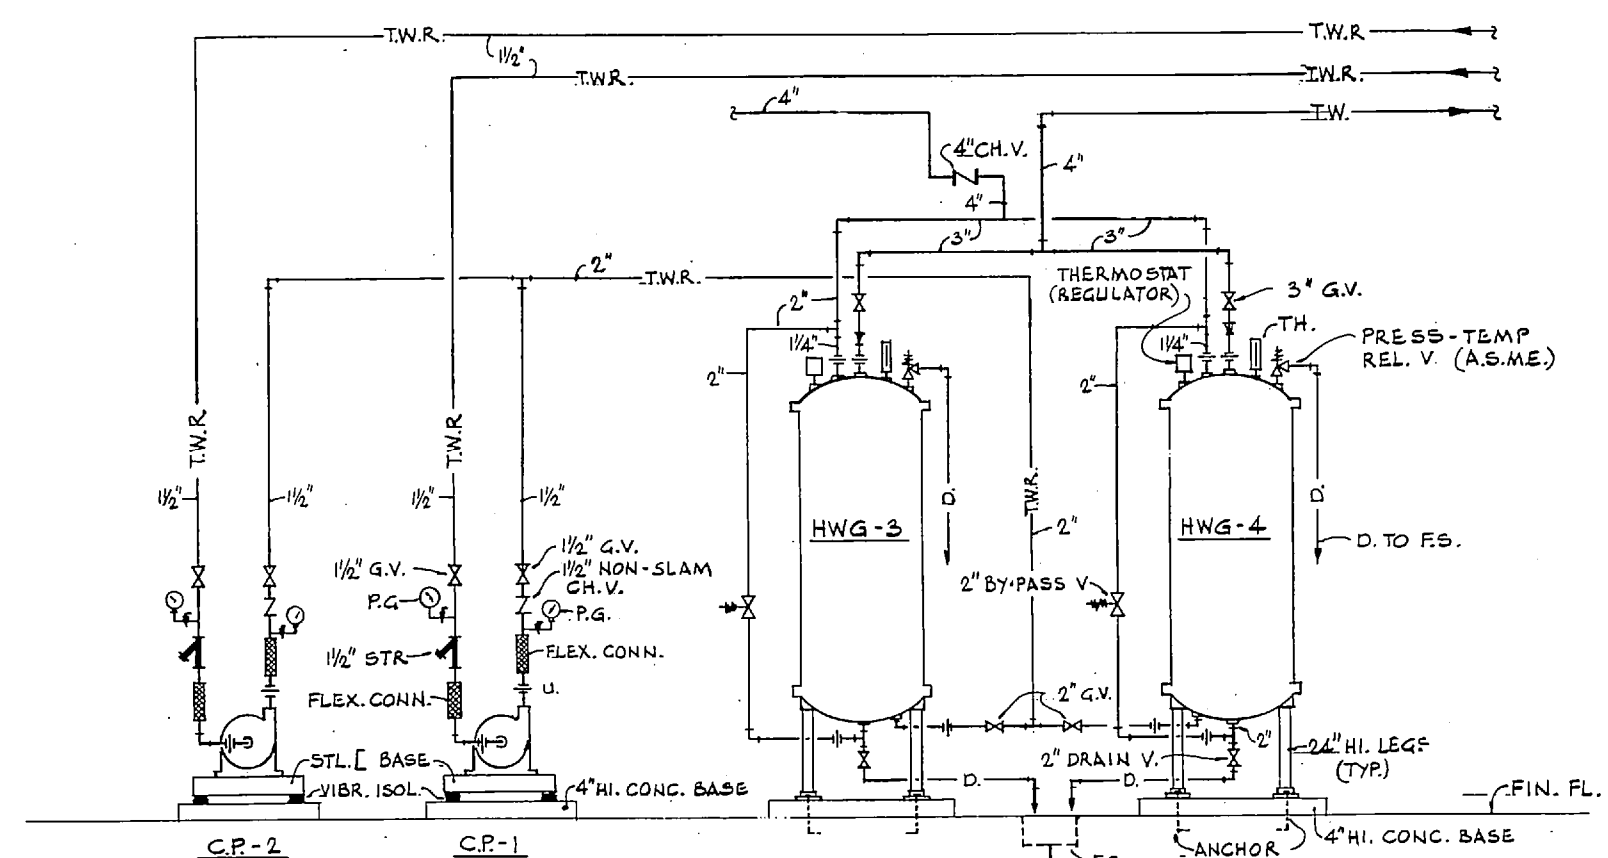 T.W.R.
T.W.R
1½"
T.W.R.
T.W.R.
4"
T.W.
4" CH.V.
4"
4"
3"
3"
2"
T.W.R.
THERMOSTAT
(REGULATOR)
3" G.V.
2"
TH.
1¼"
1¼"
PRESS-TEMP
REL. V. (A.S.M.E.)
2"
2"
T.W.R
T.W.R
1½"
1½"
1½"
1½"
D.
T.W.R.
D.
HWG-3
2"
HWG-4
D. TO F.S.
1½" G.V.
1½" G.V.
1½" NON-SLAM
CH.V.
2" BY-PASS V.
P.G
P.G.
1½" STR
FLEX. CONN.
FLEX. CONN.
U.
2" G.V.
2"
24" HI. LEGS
(TYP.)
STL. [ BASE
2" DRAIN V.
D.
D.
VIBR. ISOL.
4" HI. CONC. BASE
FIN. FL.
4" HI. CONC. BASE
C.P.-2
C.P.-1
ANCHOR